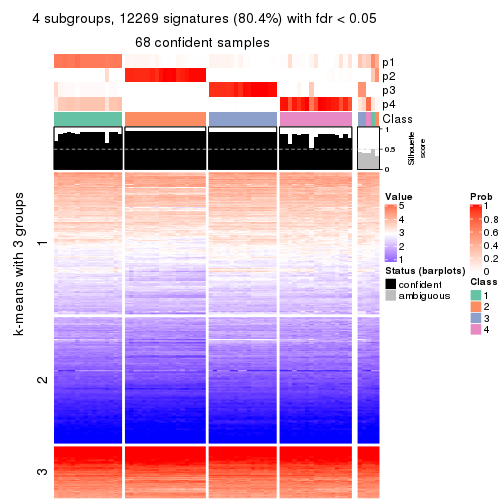 4 subgroups, 12269 signatures (80.4%) with fdr < 0.05
68 confident samples
p1
p2
p3
p4
Class
1
0.5
0
Silhouette
score
k-means with 3 groups
1
2
3
Value
5
4
3
2
1
Status (barplots)
confident
ambiguous
Prob
1
0.8
0.6
0.4
0.2
0
Class
1
2
3
4